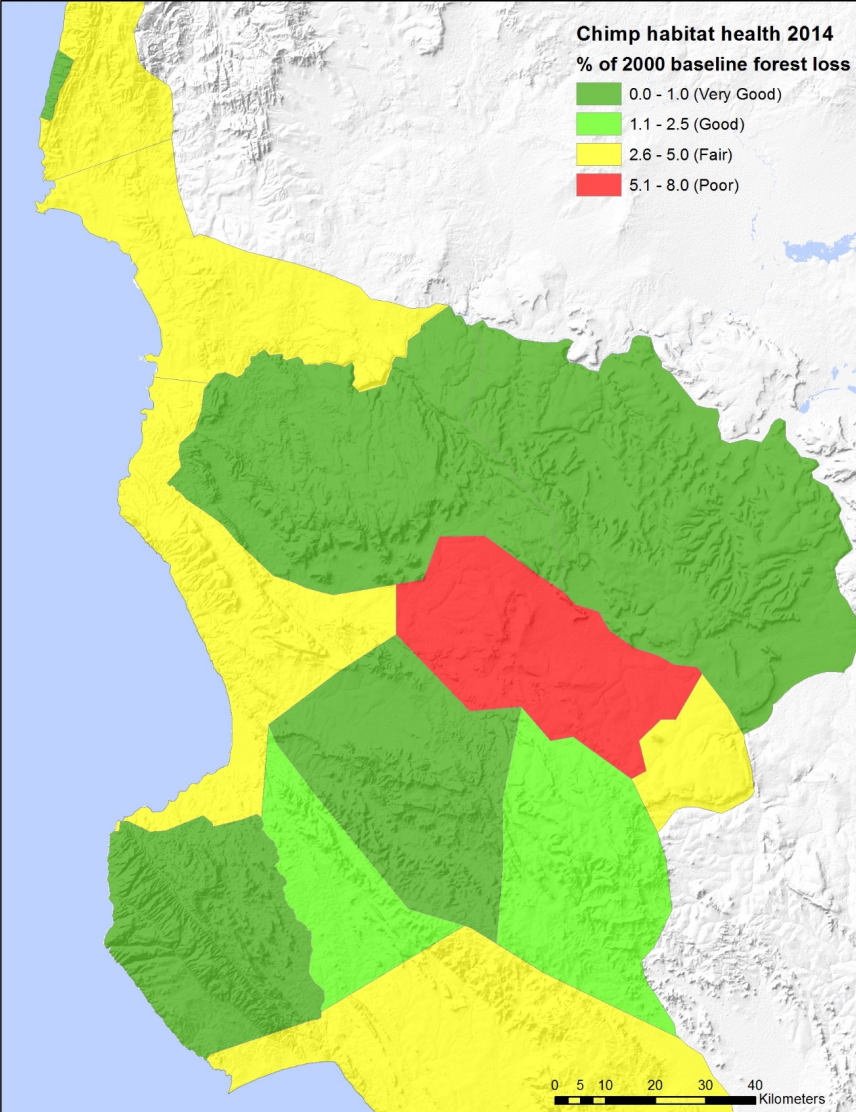 Chimp habitat health 2014
% of 2000 baseline forest loss
0.0 - 1.0 (Very Good)
1.1 - 2.5 (Good)
2.6 - 5.0 (Fair)
5.1 - 8.0 (Poor)
0 5 10 20 30 40
Kilometers